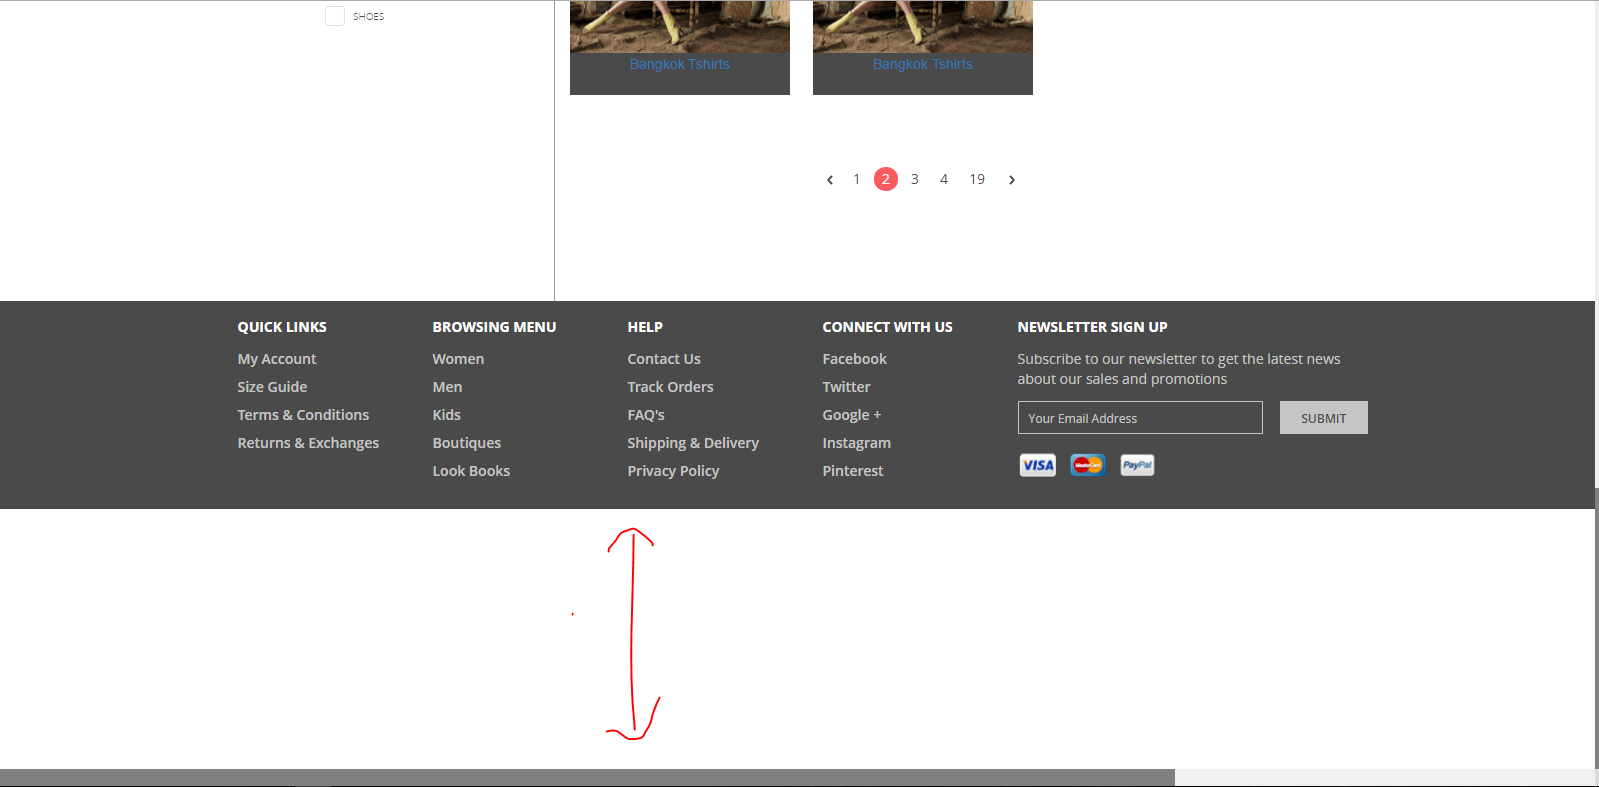 SHOES
Bangkok Tshirts Bangkok Tshirts
1 2 3 4 19
QUICK LINKS
My Account
Size Guide
Terms & Conditions
Returns & Exchanges
BROWSING MENU
Women
Men
Kids
Boutiques
Look Books
HELP
Contact Us
Track Orders
FAQ's
Shipping & Delivery
Privacy Policy
CONNECT WITH US
Facebook
Twitter
Google +
Instagram
Pinterest
NEWSLETTER SIGN UP
Subscribe to our newsletter to get the latest news
about our sales and promotions
Your Email Address SUBMIT
VISA MasterCard PayPal